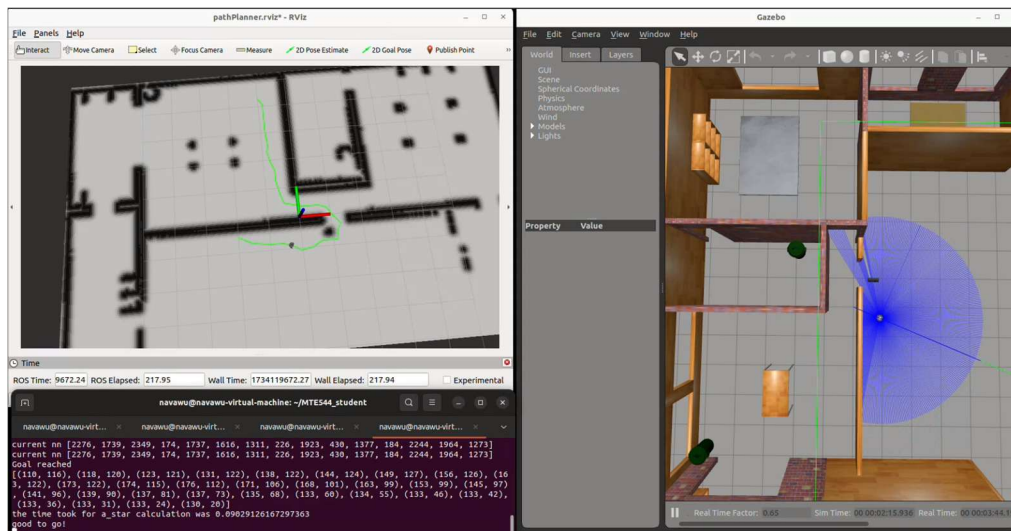 pathPlanner.rviz* - RViz
File Panels Help
Interact Move Camera Select Focus Camera Measure 2D Pose Estimate 2D Goal Pose Publish Point
Time
ROS Time: 9672.24 ROS Elapsed: 217.95 Wall Time: 1734119672.27 Wall Elapsed: 217.94 Experimental
navawu@navawu-virtual-machine: ~/MTE544_student
navawu@navawu-virt... navawu@navawu-virt... navawu@navawu-virt... navawu@navawu-virt...
current nn [2276, 1739, 2349, 174, 1737, 1616, 1311, 226, 1923, 430, 1377, 184, 2244, 1964, 1273]
current nn [2276, 1739, 2349, 174, 1737, 1616, 1311, 226, 1923, 430, 1377, 184, 2244, 1964, 1273]
Goal reached
[(110, 116), (118, 120), (123, 121), (131, 122), (138, 122), (144, 124), (149, 127), (156, 126), (16
3, 122), (173, 122), (174, 115), (176, 112), (171, 106), (168, 101), (163, 99), (153, 99), (145, 97)
, (141, 96), (139, 90), (137, 81), (137, 73), (135, 68), (133, 60), (134, 55), (133, 46), (133, 42),
(133, 36), (133, 31), (133, 24), (130, 20)]
the time took for a_star calculation was 0.09029126167297363
good to go!
Gazebo
File Edit Camera View Window Help
World Insert Layers
GUI
Scene
Spherical Coordinates
Physics
Atmosphere
Wind
Models
Lights
Property Value
Real Time Factor: 0.65 Sim Time: 00 00:02:15.936 Real Time: 00 00:03:44.1